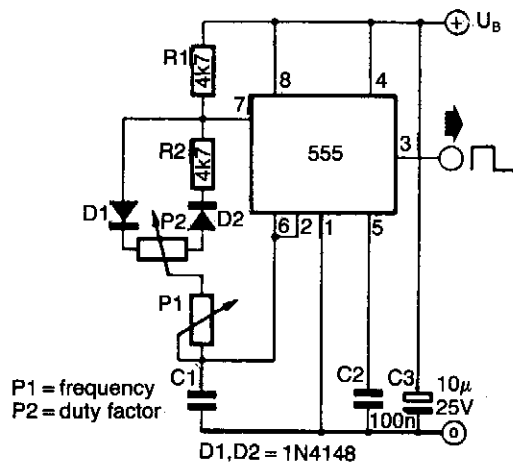 + U_B
R1
4k7
8
4
7
R2
4k7
555
3
D1
P2
D2
6
2
1
5
P1
C1
C2
100n
C3
10μ
25V
P1 = frequency
P2 = duty factor
0
D1,D2 = 1N4148